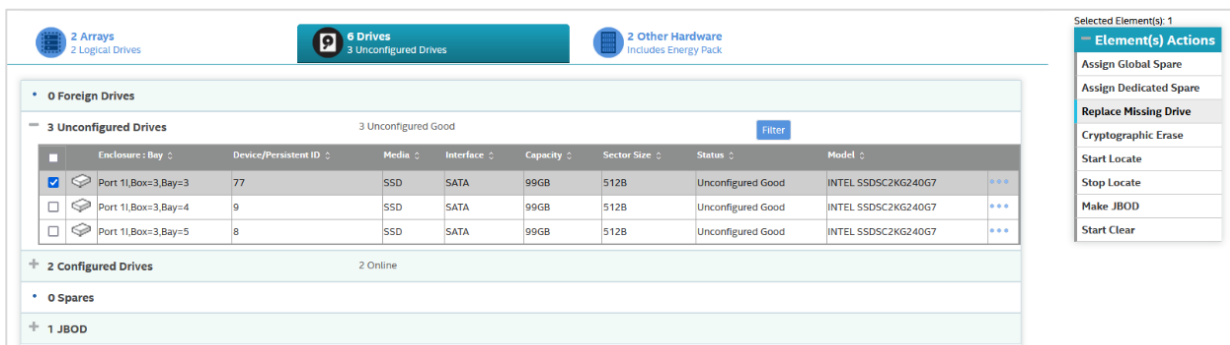 Selected Element(s): 1
2 Arrays
2 Logical Drives
6 Drives
3 Unconfigured Drives
2 Other Hardware
Includes Energy Pack
Element(s) Actions
Assign Global Spare
Assign Dedicated Spare
Replace Missing Drive
Cryptographic Erase
Start Locate
Stop Locate
Make JBOD
Start Clear
0 Foreign Drives
3 Unconfigured Drives 3 Unconfigured Good Filter
Enclosure : Bay Device/Persistent ID Media Interface Capacity Sector Size Status Model
Port 1I,Box=3,Bay=3 77 SSD SATA 99GB 512B Unconfigured Good INTEL SSDSC2KG240G7
Port 1I,Box=3,Bay=4 9 SSD SATA 99GB 512B Unconfigured Good INTEL SSDSC2KG240G7
Port 1I,Box=3,Bay=5 8 SSD SATA 99GB 512B Unconfigured Good INTEL SSDSC2KG240G7
2 Configured Drives 2 Online
0 Spares
1 JBOD